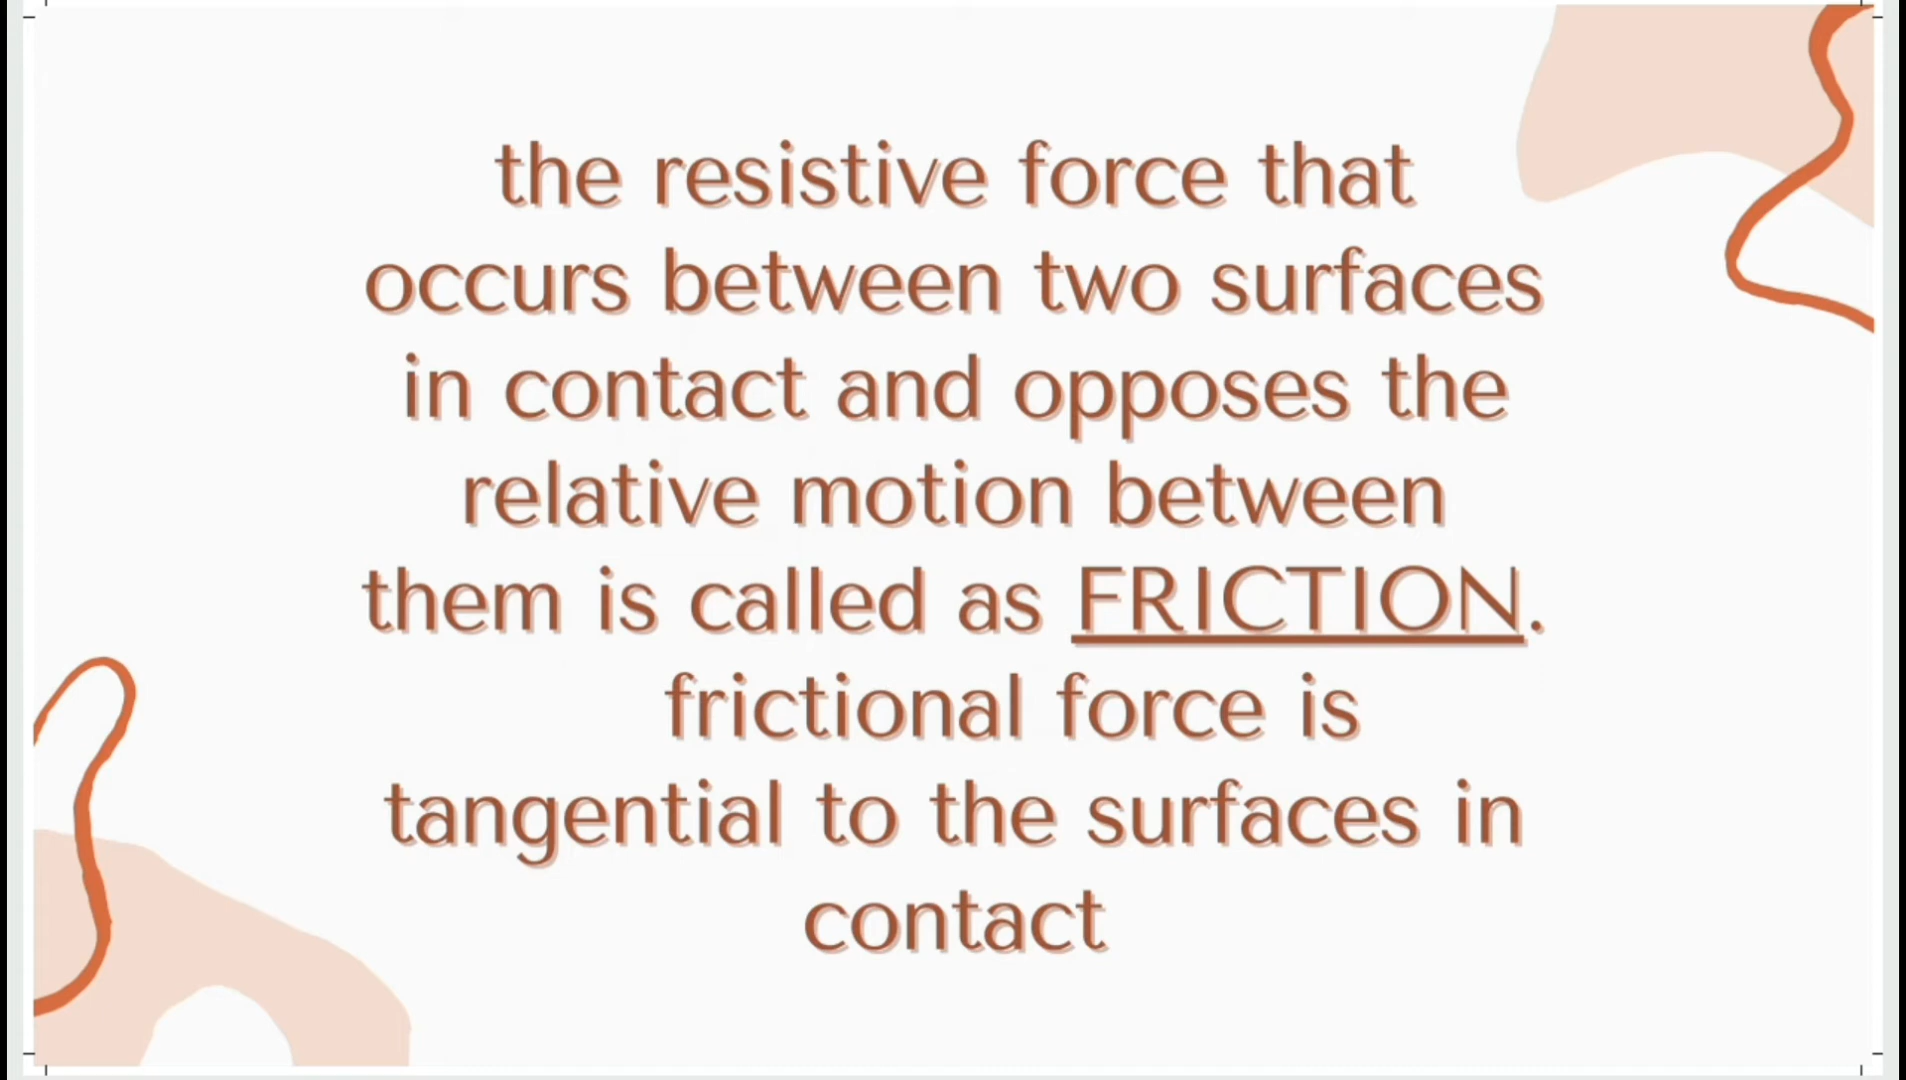 the resistive force that
occurs between two surfaces
in contact and opposes the
relative motion between
them is called as FRICTION.
frictional force is
tangential to the surfaces in
contact